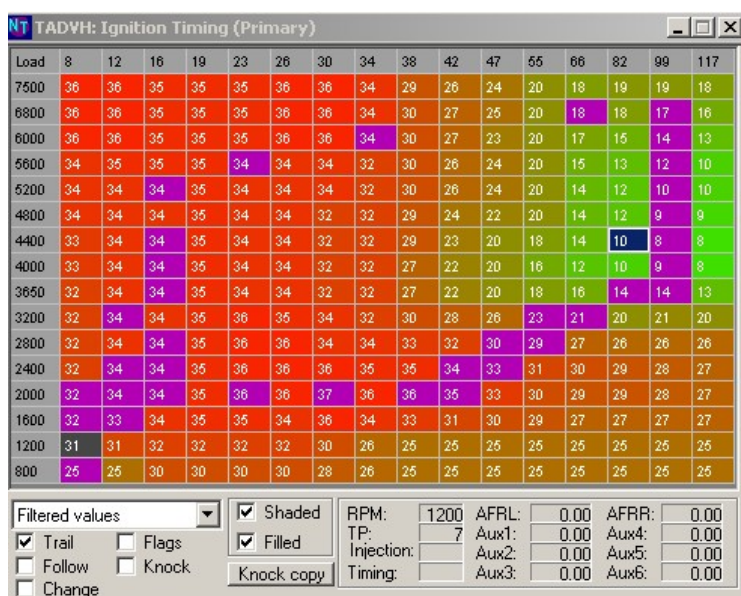 NT TADVH: Ignition Timing (Primary)
Load 8 12 16 19 23 26 30 34 38 42 47 55 66 82 99 117
7500 36 36 35 35 35 36 36 34 29 26 24 20 18 19 19 18
6800 36 36 35 35 35 36 36 34 30 27 25 20 18 18 17 16
6000 36 36 35 35 35 36 36 34 30 27 23 20 17 15 14 13
5600 34 35 35 35 34 34 34 32 30 26 24 20 15 13 12 10
5200 34 34 34 35 34 34 34 32 30 26 24 20 14 12 10 10
4800 34 34 34 34 34 34 32 32 29 24 22 20 14 12 9 9
4400 33 34 34 35 34 34 32 32 29 23 20 18 14 10 8 8
4000 33 34 34 35 34 34 32 32 27 22 20 16 12 10 9 8
3650 32 34 34 35 34 34 32 32 27 22 20 18 16 14 14 13
3200 32 34 34 35 36 35 34 32 30 28 26 23 21 20 21 20
2800 32 34 34 35 36 36 34 34 33 32 30 29 27 26 26 26
2400 32 34 34 36 36 36 36 35 35 34 33 31 30 29 28 27
2000 32 34 34 35 36 36 37 36 36 35 33 30 29 29 28 27
1600 32 33 34 35 35 34 36 34 33 31 30 29 27 27 27 27
1200 31 31 32 32 32 32 30 26 25 25 25 25 25 25 25 25
800 25 25 30 30 30 30 28 26 25 25 25 25 25 25 25 25
Filtered values
Trail Flags
Follow Knock
Change
Shaded
Filled
Knock copy
RPM: 1200 AFRL: 0.00 AFRR: 0.00
TP: 7 Aux1: 0.00 Aux4: 0.00
Injection: Aux2: 0.00 Aux5: 0.00
Timing: Aux3: 0.00 Aux6: 0.00